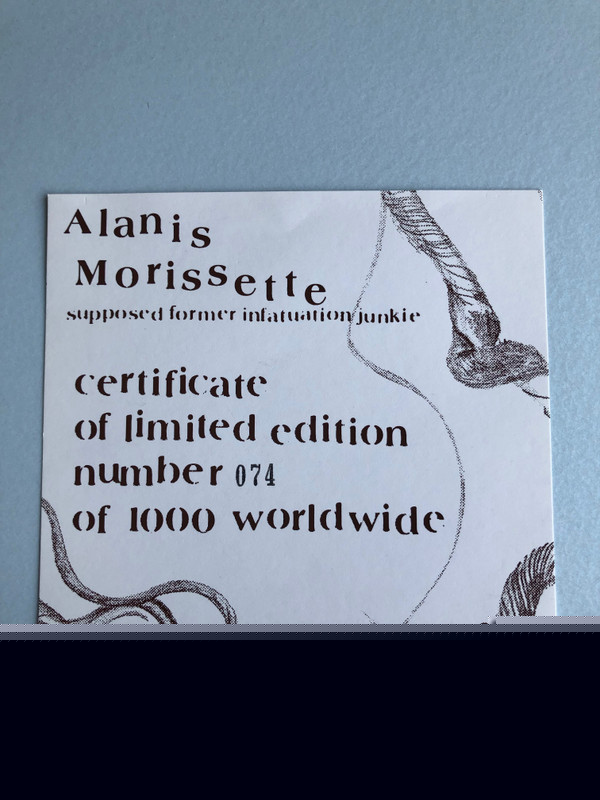 Alanis
Morissette
supposed former infatuation junkie
certificate
of limited edition
number 074
of 1000 worldwide